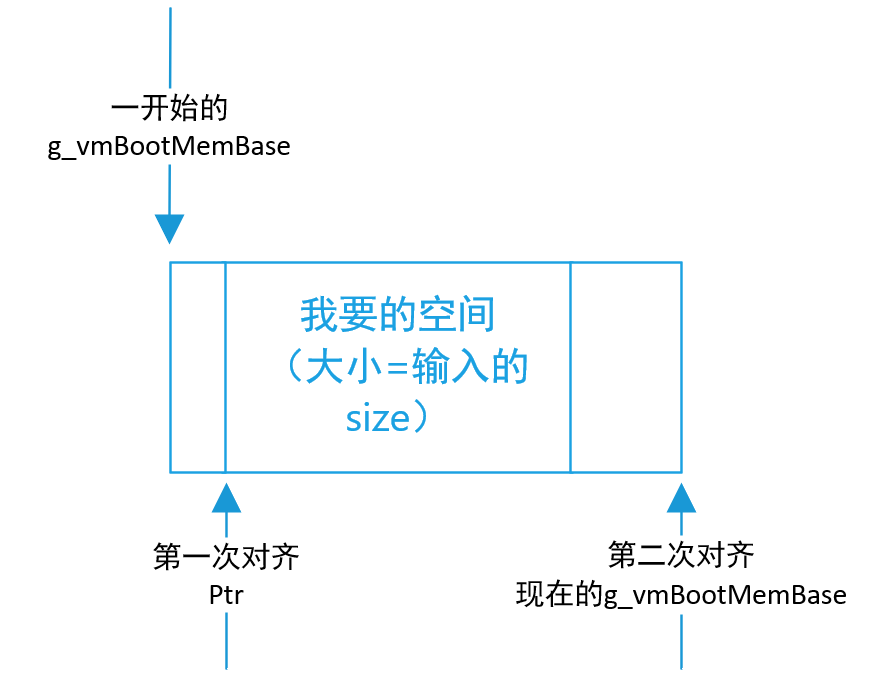 一开始的
g_vmBootMemBase
我要的空间
（大小=输入的
size）
第一次对齐
Ptr
第二次对齐
现在的g_vmBootMemBase